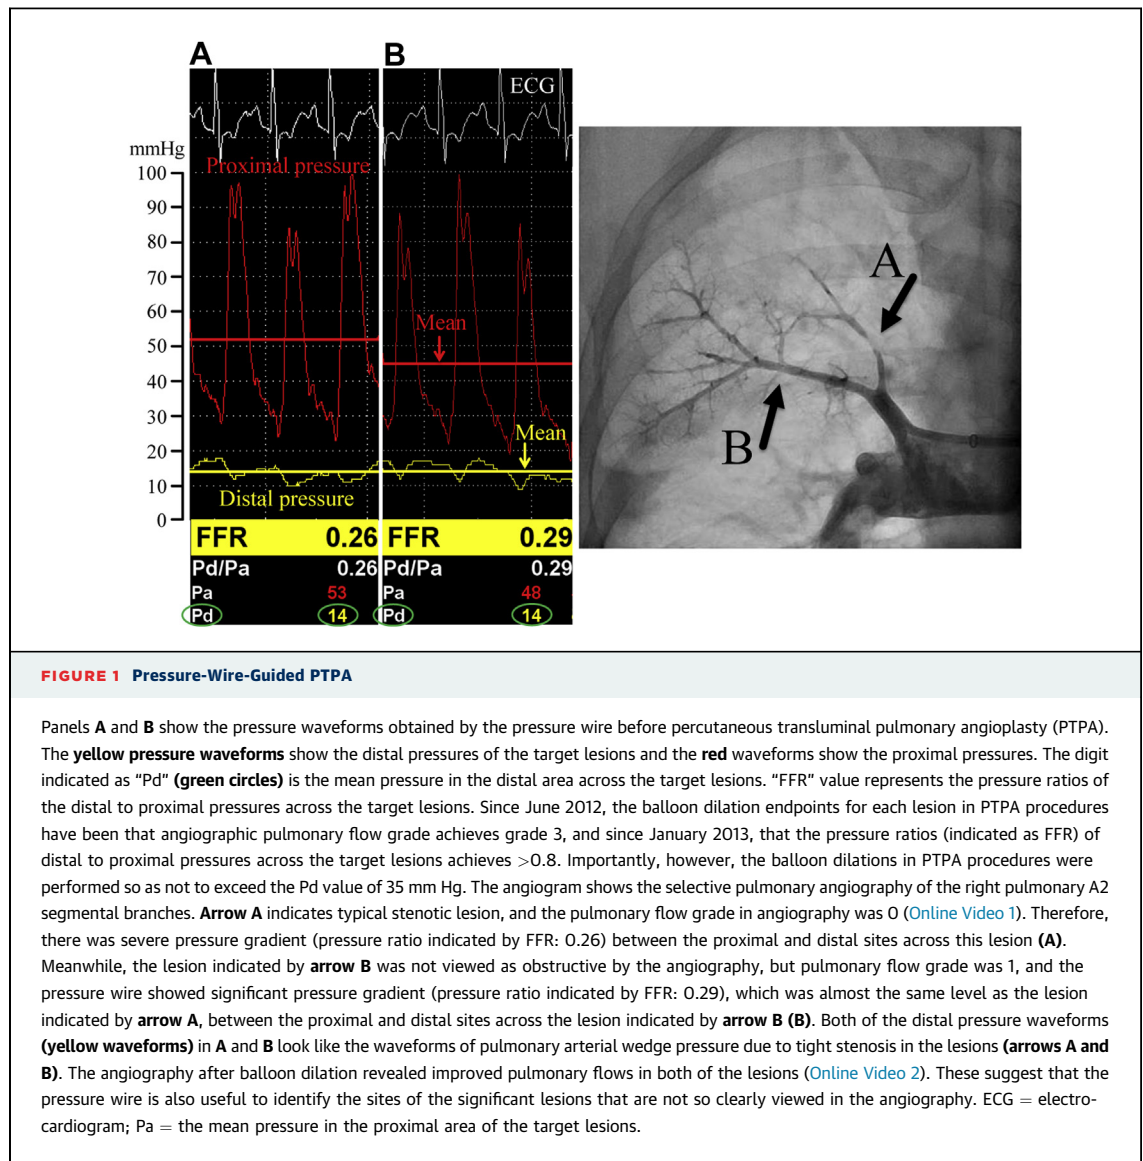 A
B
ECG
mmHg
Proximal pressure
100
90
80
70
60
50
40
30
20
10
0
Mean
Mean
Distal pressure
FFR 0.26
Pd/Pa 0.26
Pa 53
Pd 14
FFR 0.29
Pd/Pa 0.29
Pa 48
Pd 14
A
B
FIGURE 1 Pressure-Wire-Guided PTPA
Panels A and B show the pressure waveforms obtained by the pressure wire before percutaneous transluminal pulmonary angioplasty (PTPA).
The yellow pressure waveforms show the distal pressures of the target lesions and the red waveforms show the proximal pressures. The digit
indicated as "Pd" (green circles) is the mean pressure in the distal area across the target lesions. "FFR" value represents the pressure ratios of
the distal to proximal pressures across the target lesions. Since June 2012, the balloon dilation endpoints for each lesion in PTPA procedures
have been that angiographic pulmonary flow grade achieves grade 3, and since January 2013, that the pressure ratios (indicated as FFR) of
distal to proximal pressures across the target lesions achieves >0.8. Importantly, however, the balloon dilations in PTPA procedures were
performed so as not to exceed the Pd value of 35 mm Hg. The angiogram shows the selective pulmonary angiography of the right pulmonary A2
segmental branches. Arrow A indicates typical stenotic lesion, and the pulmonary flow grade in angiography was 0 (Online Video 1). Therefore,
there was severe pressure gradient (pressure ratio indicated by FFR: 0.26) between the proximal and distal sites across this lesion (A).
Meanwhile, the lesion indicated by arrow B was not viewed as obstructive by the angiography, but pulmonary flow grade was 1, and the
pressure wire showed significant pressure gradient (pressure ratio indicated by FFR: 0.29), which was almost the same level as the lesion
indicated by arrow A, between the proximal and distal sites across the lesion indicated by arrow B (B). Both of the distal pressure waveforms
(yellow waveforms) in A and B look like the waveforms of pulmonary arterial wedge pressure due to tight stenosis in the lesions (arrows A and
B). The angiography after balloon dilation revealed improved pulmonary flows in both of the lesions (Online Video 2). These suggest that the
pressure wire is also useful to identify the sites of the significant lesions that are not so clearly viewed in the angiography. ECG = electro-
cardiogram; Pa = the mean pressure in the proximal area of the target lesions.